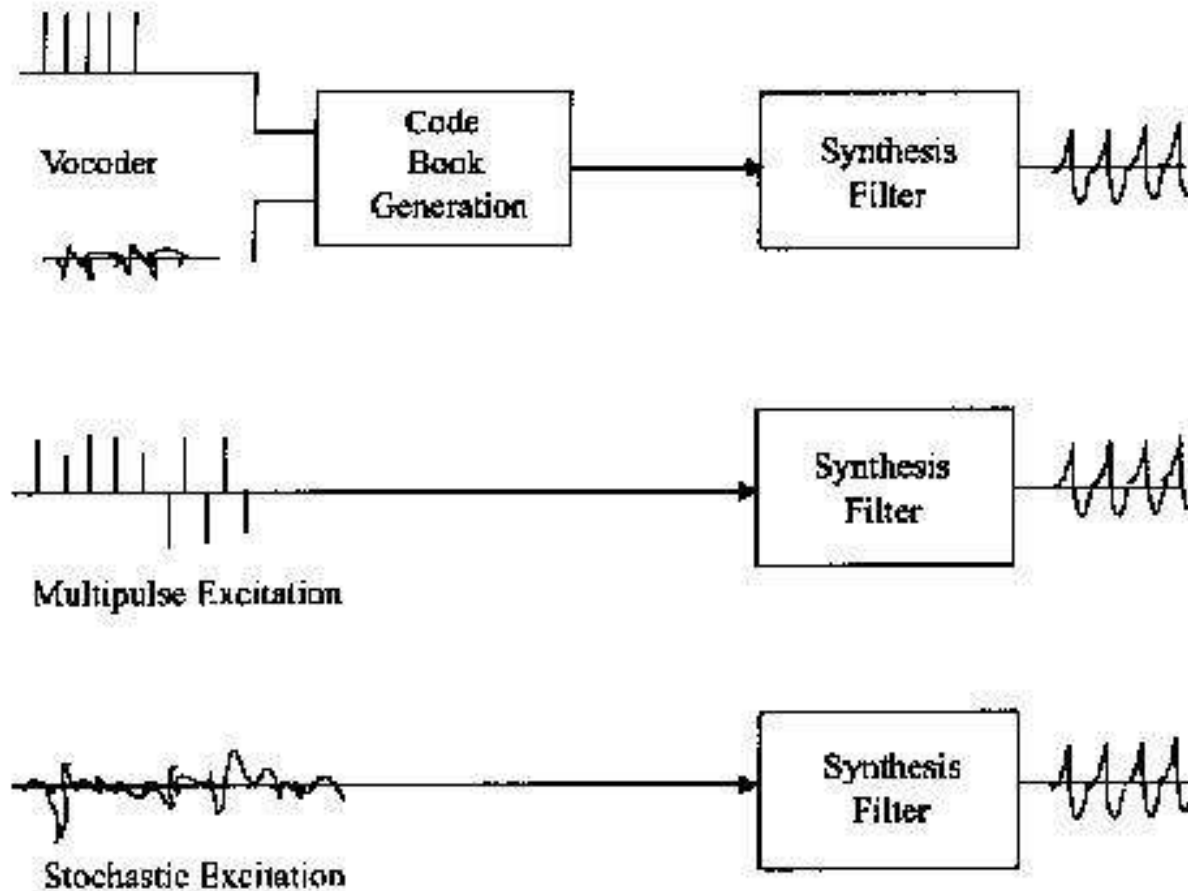 Vocoder
Code
Book
Generation
Synthesis
Filter
Synthesis
Filter
Multipulse Excitation
Synthesis
Filter
Stochastic Excitation